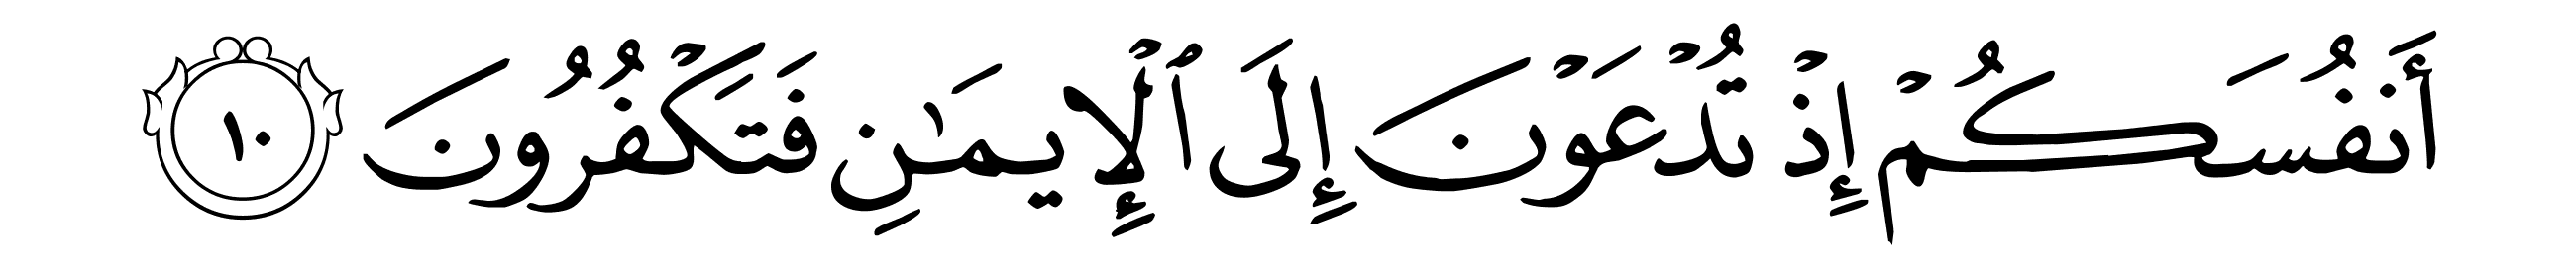 أَنفُسَكُمْ إِذْ تُدْعَوْنَ إِلَى ٱلْإِيمَـٰنِ فَتَكْفُرُونَ ١٠